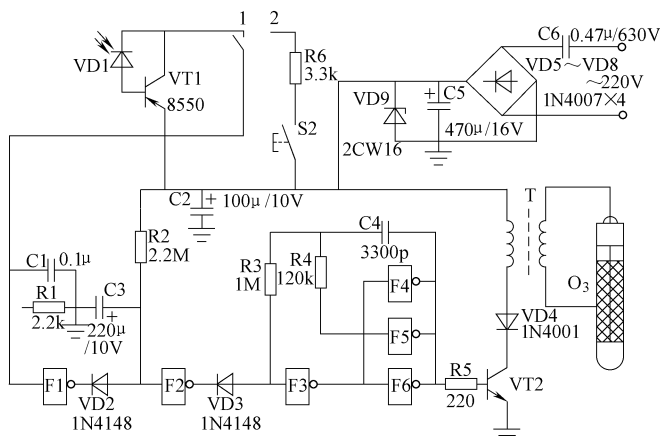 1 2
C6 0.47μ/630V
VD1
VT1
8550
R6
3.3k
VD5～VD8
～220V
1N4007×4
VD9
C5
+
2CW16
470μ/16V
S2
C2
+
100μ/10V
T
R2
2.2M
C1 0.1μ
R1
2.2k
C3
+
220μ
/10V
R3
1M
R4
120k
C4
3300p
F4
F5
O₃
VD4
1N4001
F1
VD2
1N4148
F2
VD3
1N4148
F3
F6
R5
220
VT2